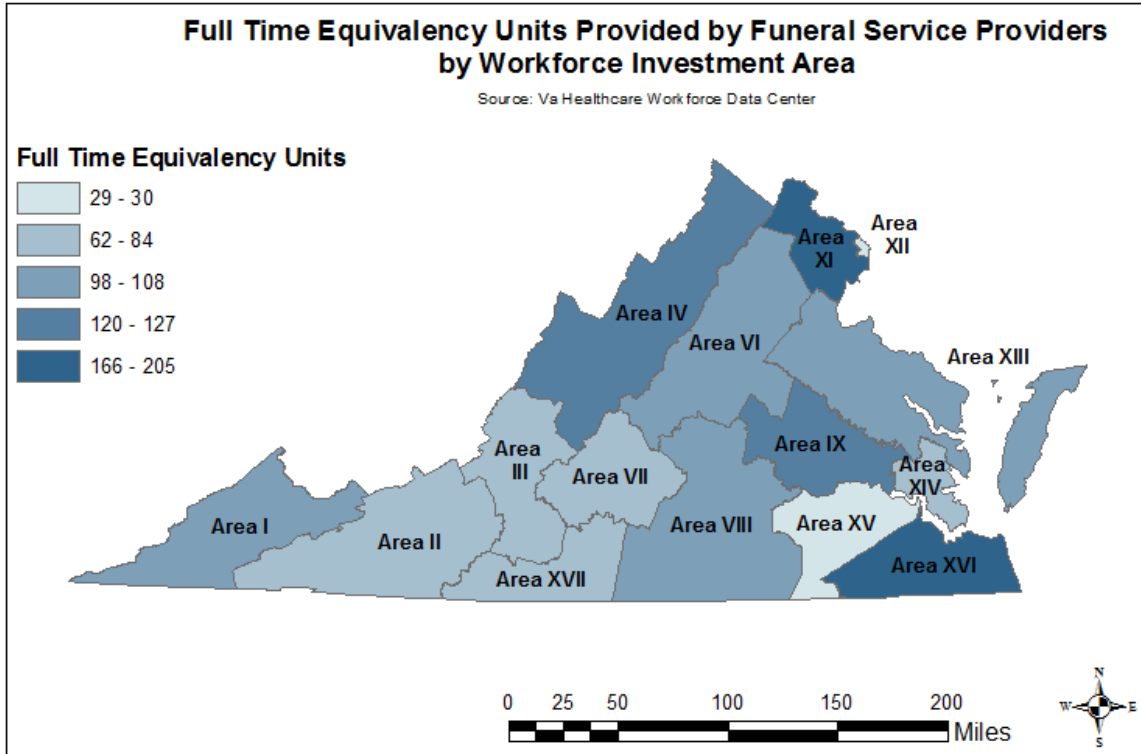 Full Time Equivalency Units Provided by Funeral Service Providers
by Workforce Investment Area
Source: Va Healthcare Workforce Data Center
Full Time Equivalency Units
29 - 30
62 - 84
98 - 108
120 - 127
166 - 205
Area
XI
Area
XII
Area IV
Area VI
Area XIII
Area
III
Area VII
Area IX
Area
XIV
Area I
Area II
Area VIII
Area XV
Area XVII
Area XVI
0 25 50 100 150 200
Miles
N
W E
S